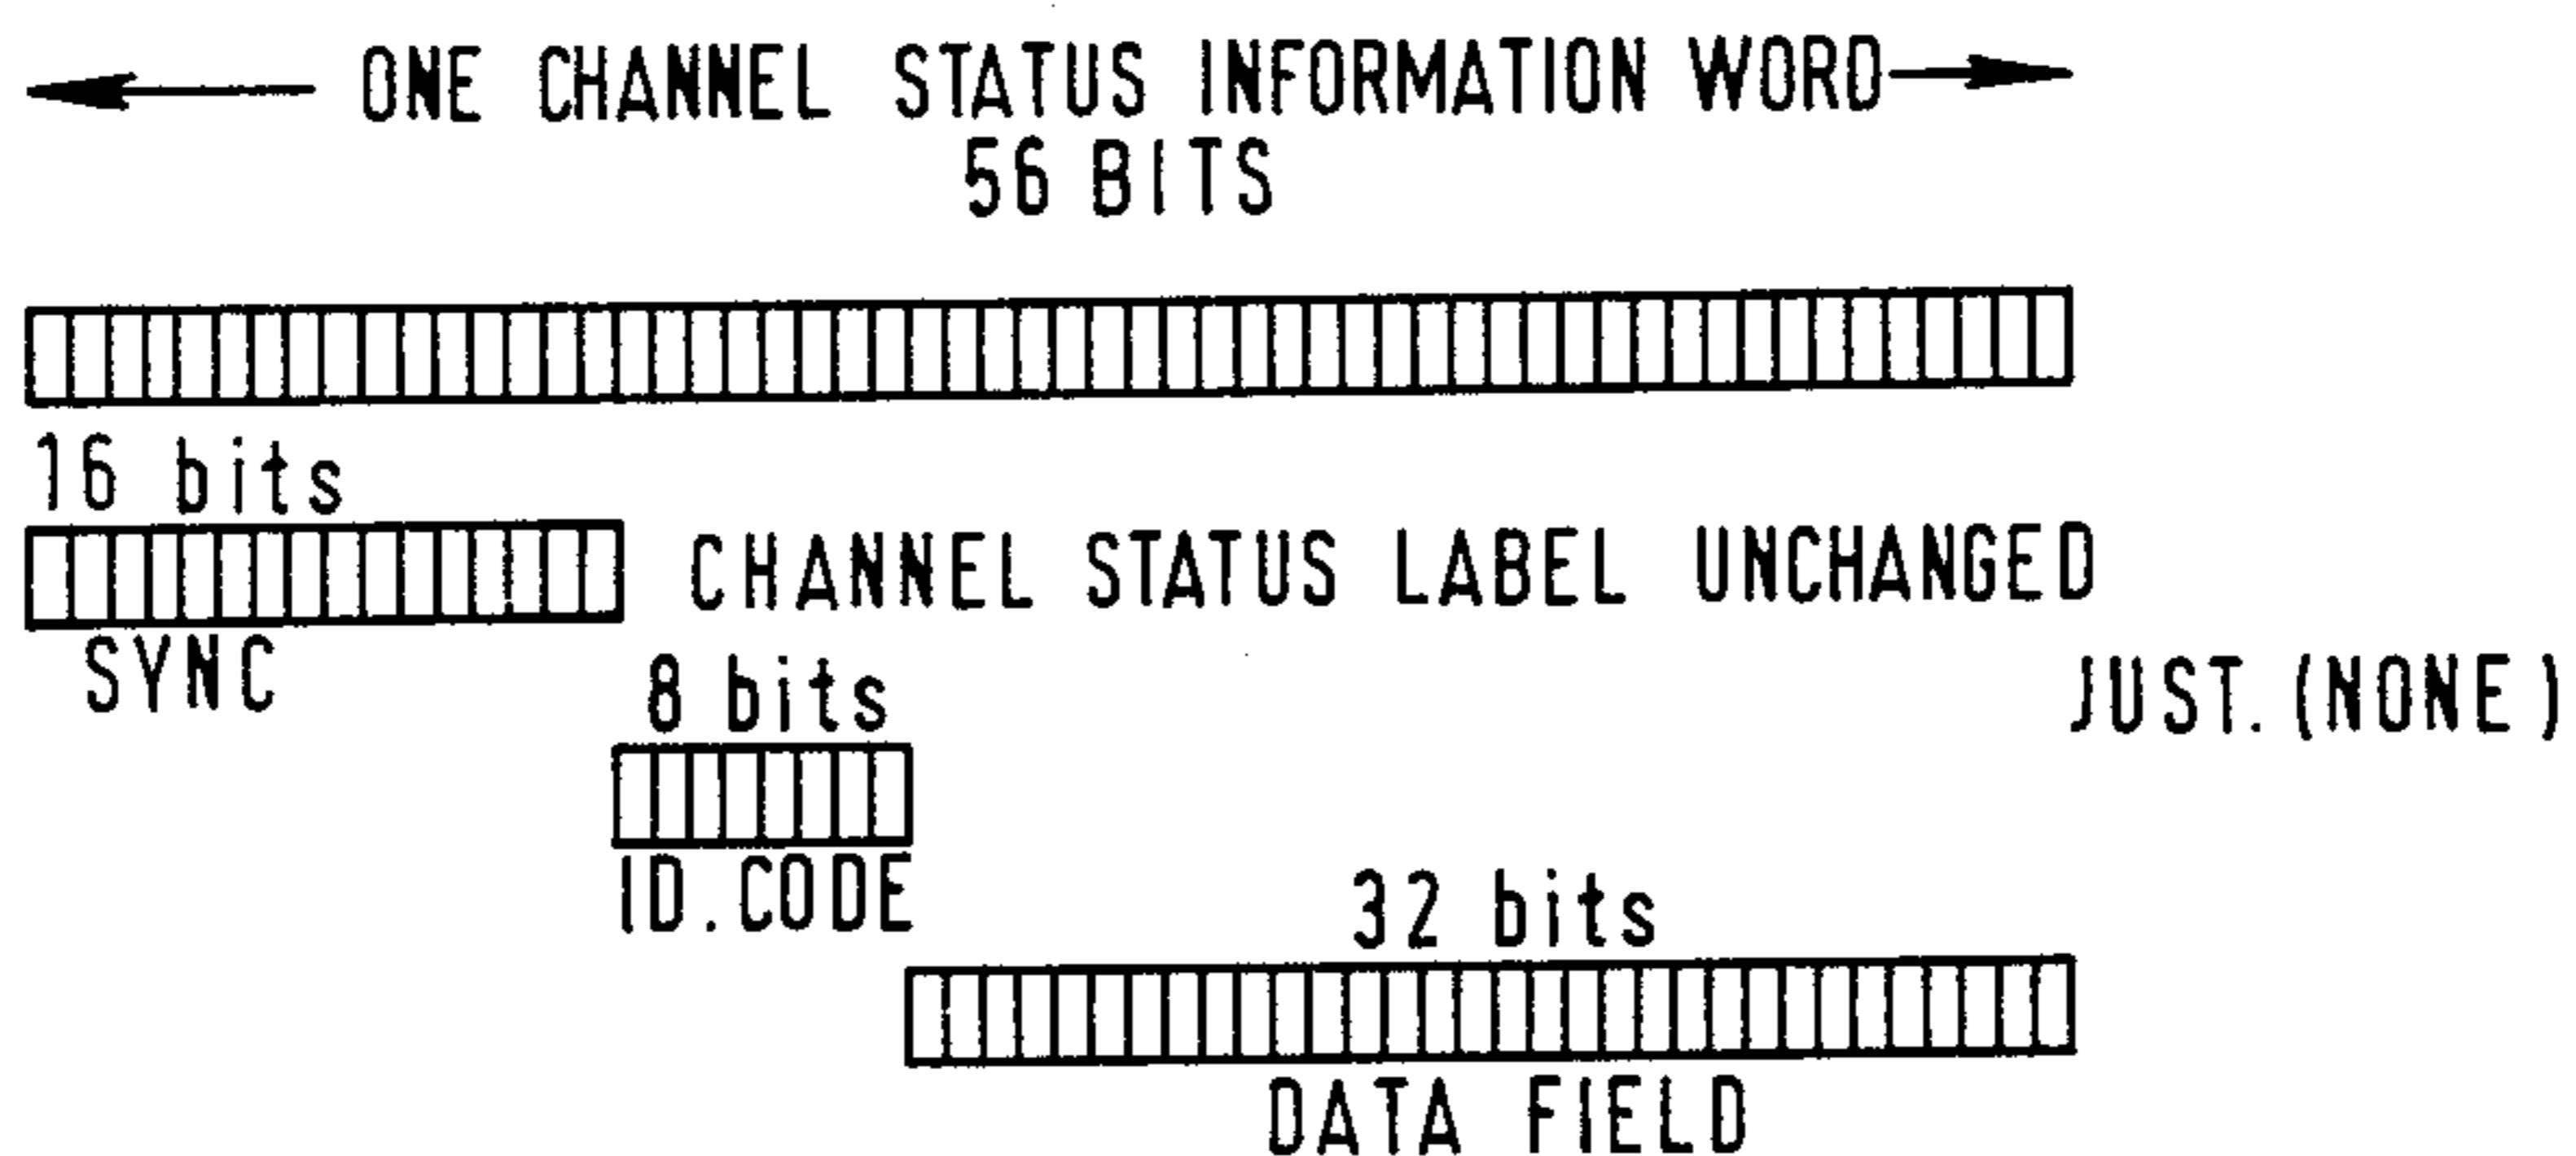 ONE CHANNEL STATUS INFORMATION WORD
56 BITS
16 bits
CHANNEL STATUS LABEL UNCHANGED
SYNC
8 bits
JUST. (NONE)
ID. CODE
32 bits
DATA FIELD